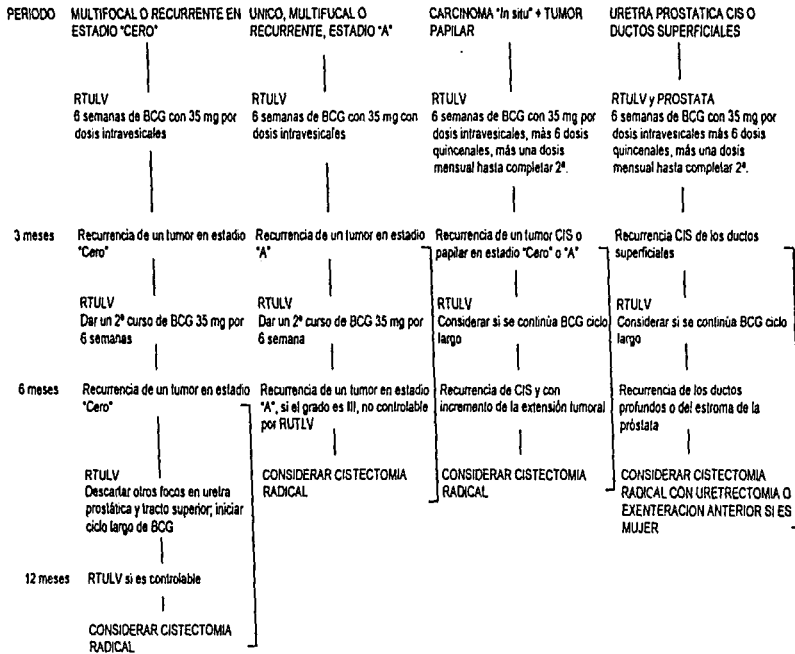 PERIODO
MULTIFOCAL O RECURRENTE EN
ESTADIO "CERO"
UNICO, MULTIFUCAL O
RECURRENTE, ESTADIO "A"
CARCINOMA "In situ" + TUMOR
PAPILAR
URETRA PROSTATICA CIS O
DUCTOS SUPERFICIALES
RTULV
6 semanas de BCG con 35 mg por
dosis intravesicales
RTULV
6 semanas de BCG con 35 mg con
dosis intravesicales
RTULV
6 semanas de BCG con 35 mg por
dosis intravesicales, màs 6 dosis
quincenales, más una dosis
mensual hasta completar 2ª.
RTULV y PROSTATA
6 semanas de BCG con 35 mg por
dosis intravesicales más 6 dosis
quincenales, más una dosis
mensual hasta completar 2ª.
3 meses
Recurrencia de un tumor en estadio
"Cero"
Recurrencia de un tumor en estadio
"A"
Recurrencia de un tumor CIS o
papilar en estadio "Cero" o "A"
Recurrencia CIS de los ductos
superficiales
RTULV
Dar un 2ª curso de BCG 35 mg por
6 semanas
RTULV
Dar un 2ª curso de BCG 35 mg por
6 semana
RTULV
Considerar si se continùa BCG ciclo
largo
RTULV
Considerar si se continùa BCG ciclo
largo
6 meses
Recurrencia de un tumor en estadio
"Cero"
Recurrencia de un tumor en estadio
"A", si el grado es III, no controlable
por RUTLV
Recurrencia de CIS y con
incremento de la extensión tumoral
Recurrencia de los ductos
profundos o del estroma de la
próstata
RTULV
Descartar otros focos en uretra
prostática y tracto superior; iniciar
ciclo largo de BCG
CONSIDERAR CISTECTOMIA
RADICAL
CONSIDERAR CISTECTOMIA
RADICAL
CONSIDERAR CISTECTOMIA
RADICAL CON URETRECTOMIA O
EXENTERACION ANTERIOR SI ES
MUJER
12 meses
RTULV si es controlable
CONSIDERAR CISTECTOMIA
RADICAL